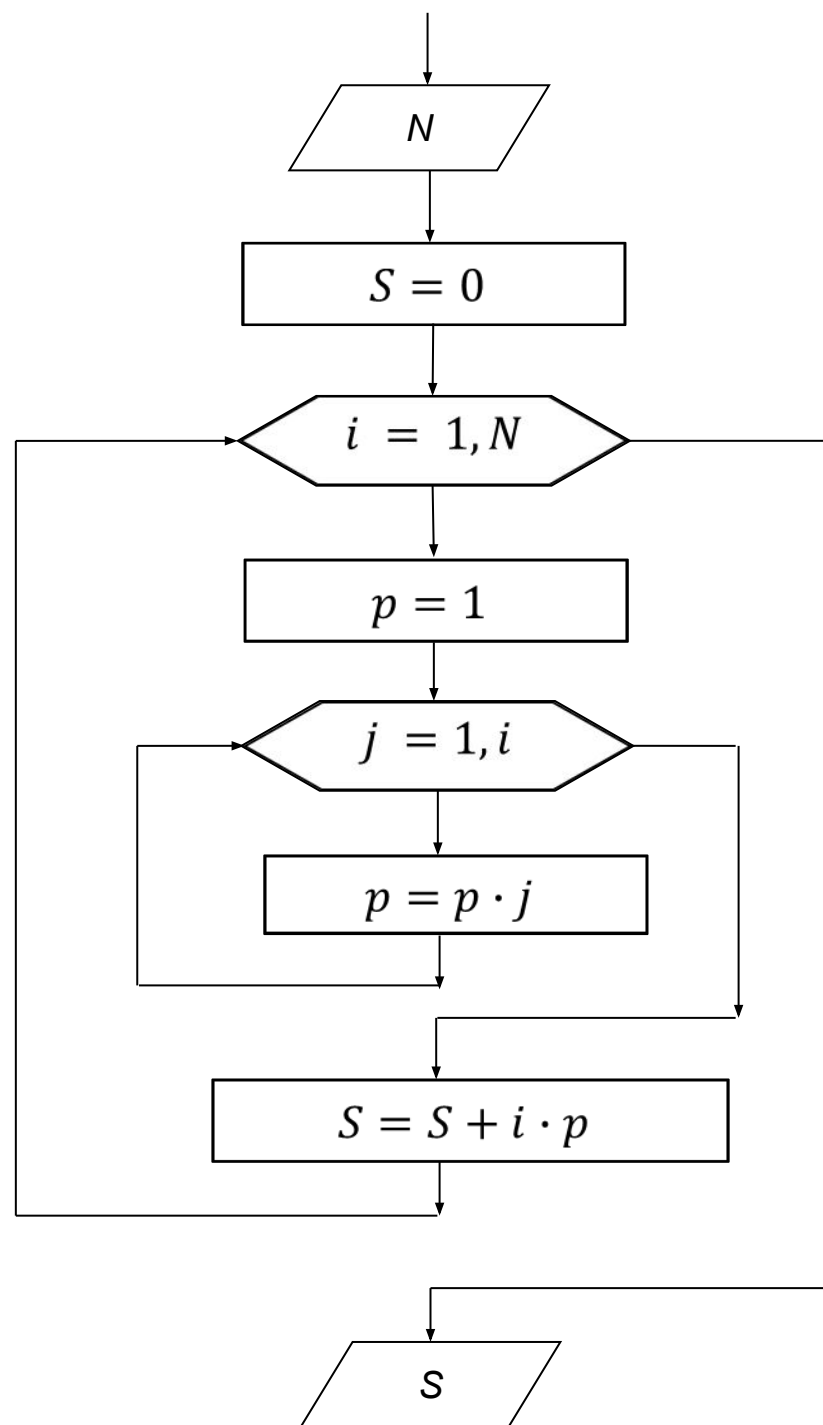 N
S = 0
i = 1, N
p = 1
j = 1, i
p = p · j
S = S + i · p
S